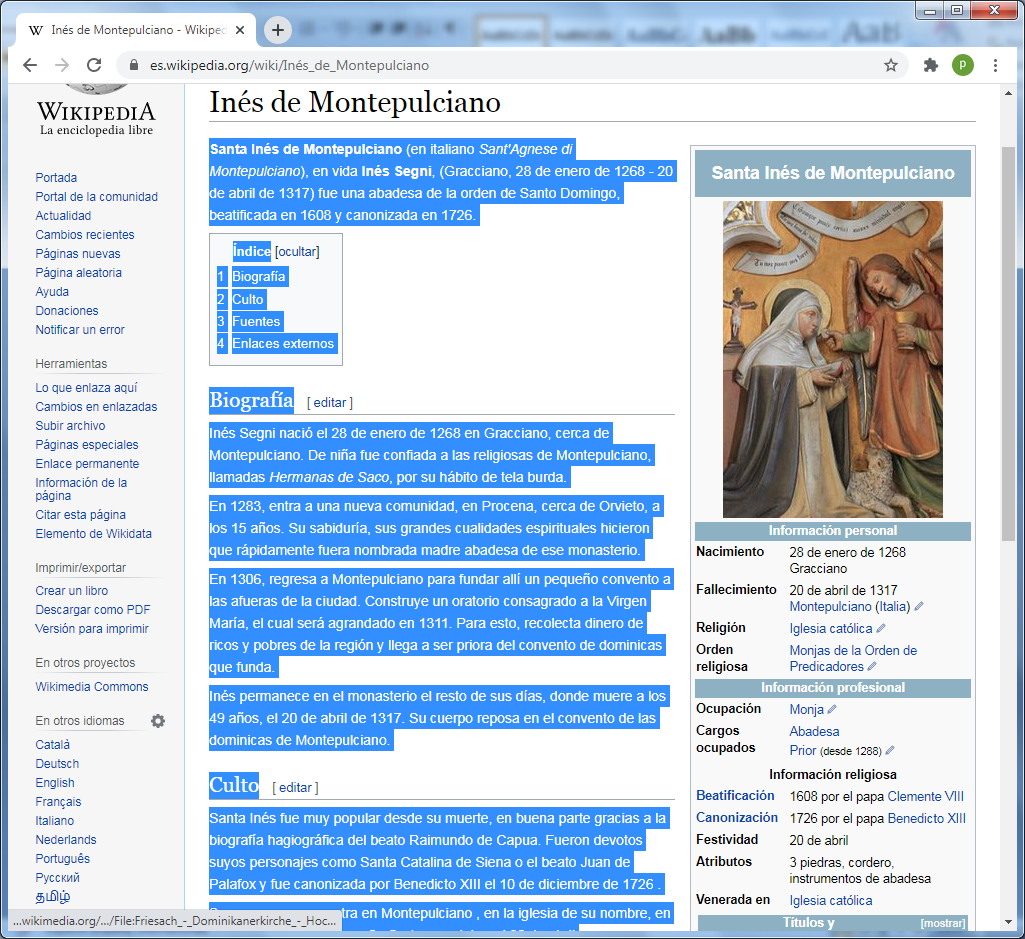 Inés de Montepulciano - Wikiped
es.wikipedia.org/wiki/Inés_de_Montepulciano
P
WIKIPEDIA
La enciclopedia libre
Portada
Portal de la comunidad
Actualidad
Cambios recientes
Páginas nuevas
Página aleatoria
Ayuda
Donaciones
Notificar un error
Herramientas
Lo que enlaza aquí
Cambios en enlazadas
Subir archivo
Páginas especiales
Enlace permanente
Información de la
página
Citar esta página
Elemento de Wikidata
Imprimir/exportar
Crear un libro
Descargar como PDF
Versión para imprimir
En otros proyectos
Wikimedia Commons
En otros idiomas
Català
Deutsch
English
Français
Italiano
Nederlands
Português
Русский
தமிழ்
...wikimedia.org/.../File:Friesach_-_Dominikanerkirche_-_Hoc...
Inés de Montepulciano
Santa Inés de Montepulciano (en italiano Sant'Agnese di
Montepulciano), en vida Inés Segni, (Gracciano, 28 de enero de 1268 - 20
de abril de 1317) fue una abadesa de la orden de Santo Domingo,
beatificada en 1608 y canonizada en 1726.
Índice [ocultar]
1 Biografía
2 Culto
3 Fuentes
4 Enlaces externos
Biografía [ editar ]
Inés Segni nació el 28 de enero de 1268 en Gracciano, cerca de
Montepulciano. De niña fue confiada a las religiosas de Montepulciano,
llamadas Hermanas de Saco, por su hábito de tela burda.
En 1283, entra a una nueva comunidad, en Procena, cerca de Orvieto, a
los 15 años. Su sabiduría, sus grandes cualidades espirituales hicieron
que rápidamente fuera nombrada madre abadesa de ese monasterio.
En 1306, regresa a Montepulciano para fundar allí un pequeño convento a
las afueras de la ciudad. Construye un oratorio consagrado a la Virgen
María, el cual será agrandado en 1311. Para esto, recolecta dinero de
ricos y pobres de la región y llega a ser priora del convento de dominicas
que funda.
Inés permanece en el monasterio el resto de sus días, donde muere a los
49 años, el 20 de abril de 1317. Su cuerpo reposa en el convento de las
dominicas de Montepulciano.
Culto [ editar ]
Santa Inés fue muy popular desde su muerte, en buena parte gracias a la
biografía hagiográfica del beato Raimundo de Capua. Fueron devotos
suyos personajes como Santa Catalina de Siena o el beato Juan de
Palafox y fue canonizada por Benedicto XIII el 10 de diciembre de 1726 .
en Montepulciano , en la iglesia de su nombre, en
Santa Inés de Montepulciano
Información personal
Nacimiento 28 de enero de 1268
Gracciano
Fallecimiento 20 de abril de 1317
Montepulciano (Italia)
Religión Iglesia católica
Orden religiosa Monjas de la Orden de
Predicadores
Información profesional
Ocupación Monja
Cargos ocupados Abadesa
Prior (desde 1288)
Información religiosa
Beatificación 1608 por el papa Clemente VIII
Canonización 1726 por el papa Benedicto XIII
Festividad 20 de abril
Atributos 3 piedras, cordero,
instrumentos de abadesa
Venerada en Iglesia católica
Títulos y [mostrar]